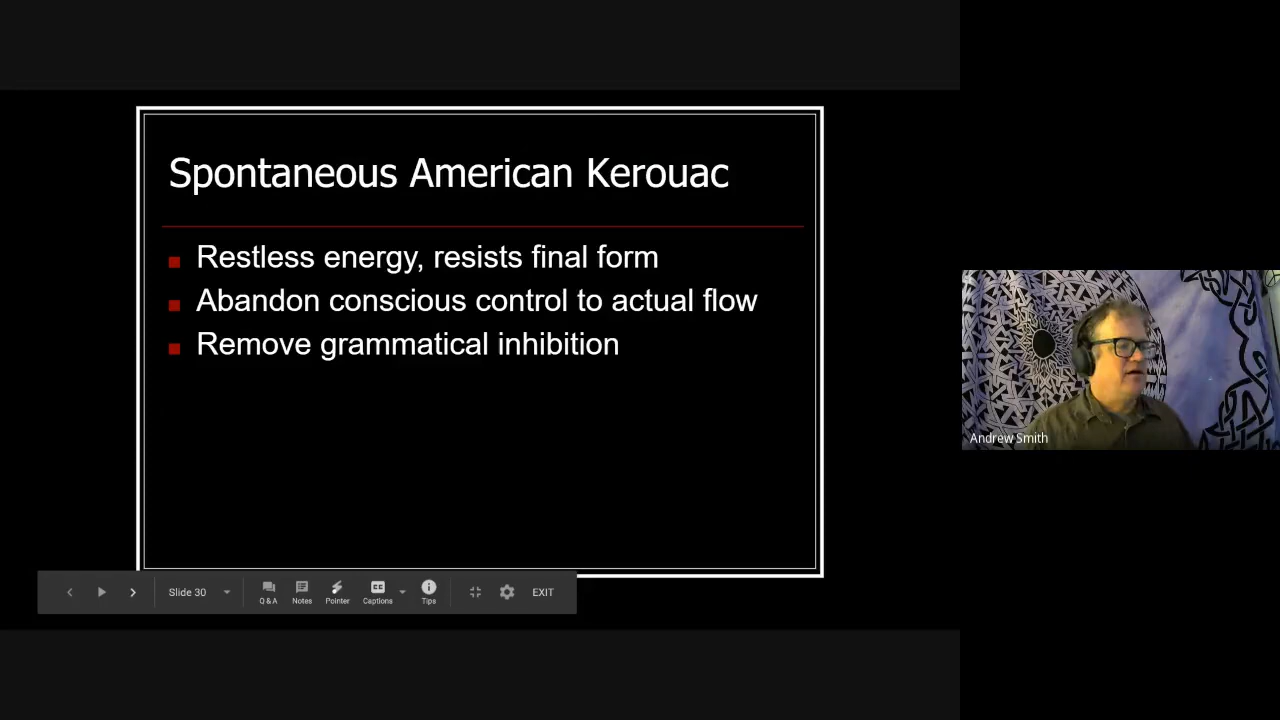 Spontaneous American Kerouac
Restless energy, resists final form
Abandon conscious control to actual flow
Remove grammatical inhibition
Andrew Smith
Slide 30
Q & A
Notes
Pointer
CC
Captions
Tips
EXIT